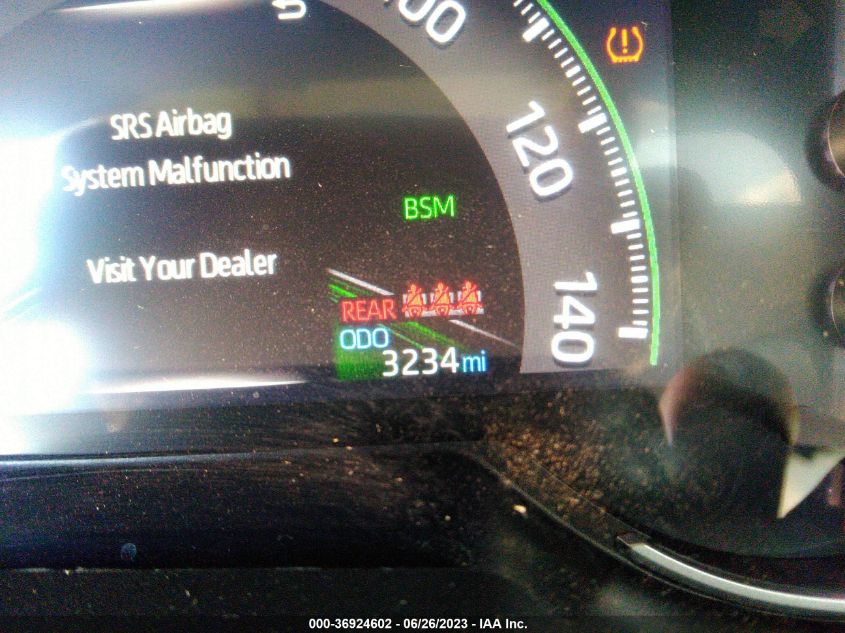 100
SRS Airbag
System Malfunction
120
BSM
Visit Your Dealer
REAR
140
ODO
3234 mi
000-36924602 - 06/26/2023 - IAA Inc.